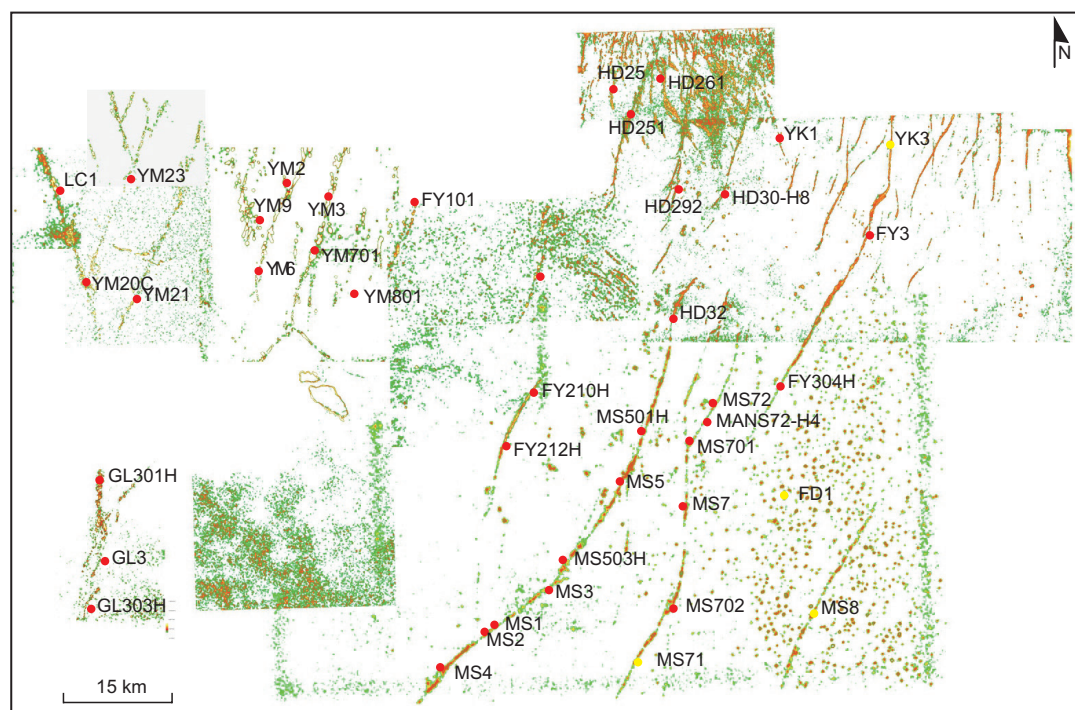 N
HD25
HD261
HD251
YK1
YK3
LC1
YM23
YM2
YM9
YM3
FY101
HD292
HD30-H8
FY3
YM701
YM6
YM20C
YM21
YM801
HD32
FY210H
FY304H
MS72
MS501H
MANS72-H4
MS701
FY212H
GL301H
MS5
FD1
MS7
GL3
MS503H
MS3
GL303H
MS702
MS8
MS1
MS2
MS4
MS71
15 km